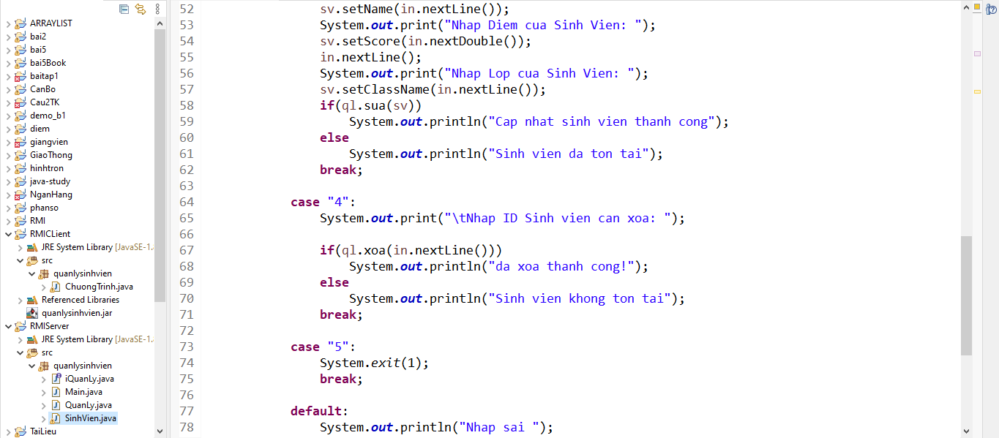 ARRAYLIST
bai2
bai5
bai5Book
baitap1
CanBo
Cau2TK
demo_b1
diem
giangvien
GiaoThong
hinhtron
java-study
NganHang
phanso
RMI
RMIClient
JRE System Library [JavaSE-1.
src
quanlysinhvien
ChuongTrinh.java
Referenced Libraries
quanlysinhvien.jar
RMIServer
JRE System Library [JavaSE-1.
src
quanlysinhvien
iQuanLy.java
Main.java
QuanLy.java
SinhVien.java
TaiLieu
52 sv.setName(in.nextLine());
53 System.out.print("Nhap Diem cua Sinh Vien: ");
54 sv.setScore(in.nextDouble());
55 in.nextLine();
56 System.out.print("Nhap Lop cua Sinh Vien: ");
57 sv.setClassName(in.nextLine());
58 if(ql.sua(sv))
59 System.out.println("Cap nhat sinh vien thanh cong");
60 else
61 System.out.println("Sinh vien da ton tai");
62 break;
63
64 case "4":
65 System.out.print("\tNhap ID Sinh vien can xoa: ");
66
67 if(ql.xoa(in.nextLine()))
68 System.out.println("da xoa thanh cong!");
69 else
70 System.out.println("Sinh vien khong ton tai");
71 break;
72
73 case "5":
74 System.exit(1);
75 break;
76
77 default:
78 System.out.println("Nhap sai ");